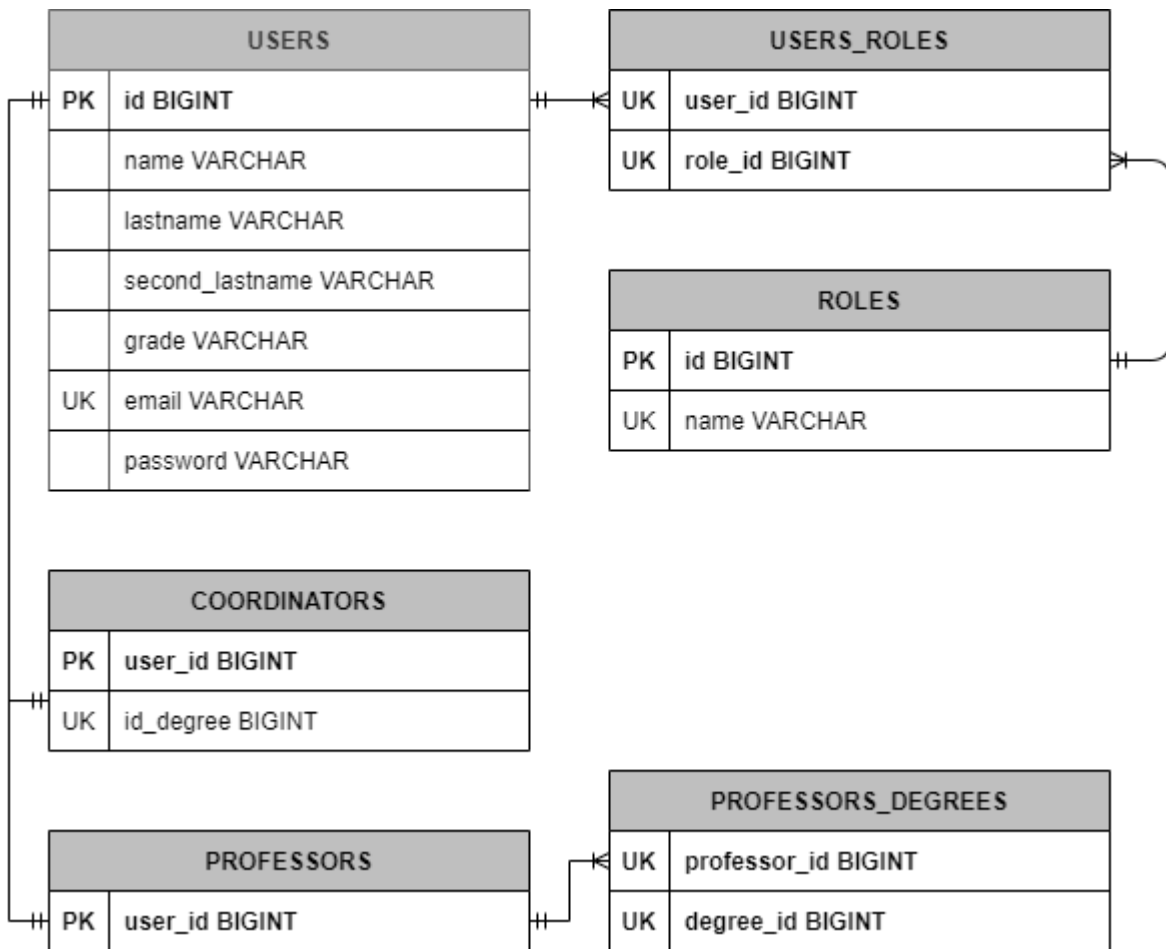 USERS
PK id BIGINT
name VARCHAR
lastname VARCHAR
second_lastname VARCHAR
grade VARCHAR
UK email VARCHAR
password VARCHAR
USERS_ROLES
UK user_id BIGINT
UK role_id BIGINT
ROLES
PK id BIGINT
UK name VARCHAR
COORDINATORS
PK user_id BIGINT
UK id_degree BIGINT
PROFESSORS
PK user_id BIGINT
PROFESSORS_DEGREES
UK professor_id BIGINT
UK degree_id BIGINT